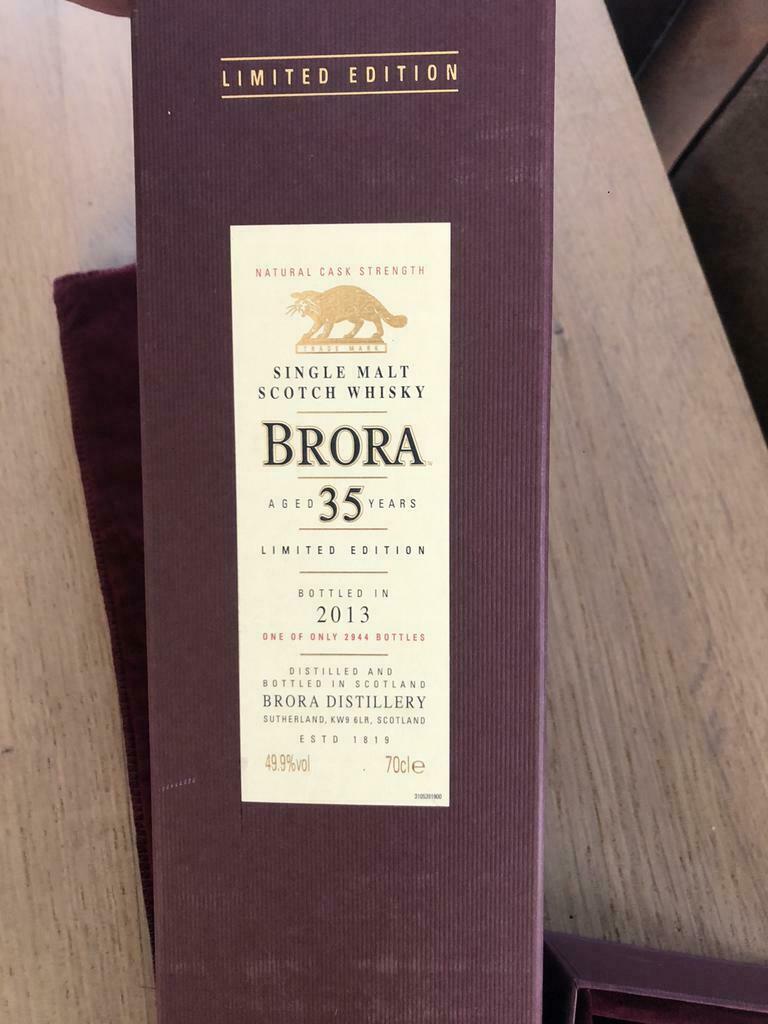 LIMITED EDITION
NATURAL CASK STRENGTH
TRADE MARK
SINGLE MALT
SCOTCH WHISKY
BRORA™
AGED 35 YEARS
LIMITED EDITION
BOTTLED IN
2013
ONE OF ONLY 2944 BOTTLES
DISTILLED AND
BOTTLED IN SCOTLAND
BRORA DISTILLERY
SUTHERLAND, KW9 6LR, SCOTLAND
ESTD 1819
49.9%vol 70cl℮